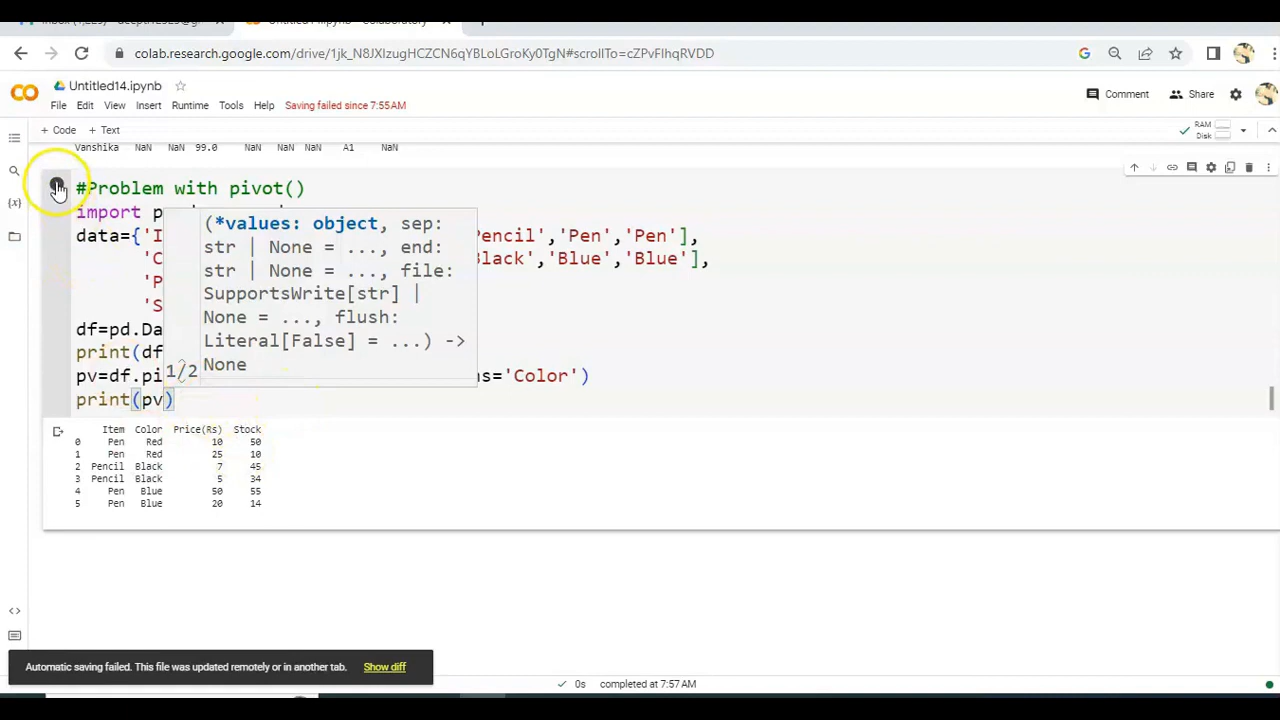 colab.research.google.com/drive/1jk_N8JXIzugHCZCN6qYBLoLGroKy0TgN#scrollTo=cZPvFlhqRVDD
Untitled14.ipynb
File Edit View Insert Runtime Tools Help Saving failed since 7:55AM
Comment Share
+ Code + Text
RAM
Disk
Vanshika NaN NaN 99.0 NaN NaN A1 NaN
#Problem with pivot()
import p
data={'I
Pencil','Pen','Pen'],
'C
Black','Blue','Blue'],
'P
'S
df=pd.Da
print(df
pv=df.pi
ns='Color')
print(pv)
(*values: object, sep:
str | None = ..., end:
str | None = ..., file:
SupportsWrite[str] |
None = ..., flush:
Literal[False] = ...) ->
None
1/2
Item Color Price(Rs) Stock
0 Pen Red 10 50
1 Pen Red 25 10
2 Pencil Black 7 45
3 Pencil Black 5 34
4 Pen Blue 50 55
5 Pen Blue 20 14
Automatic saving failed. This file was updated remotely or in another tab. Show diff
0s completed at 7:57AM